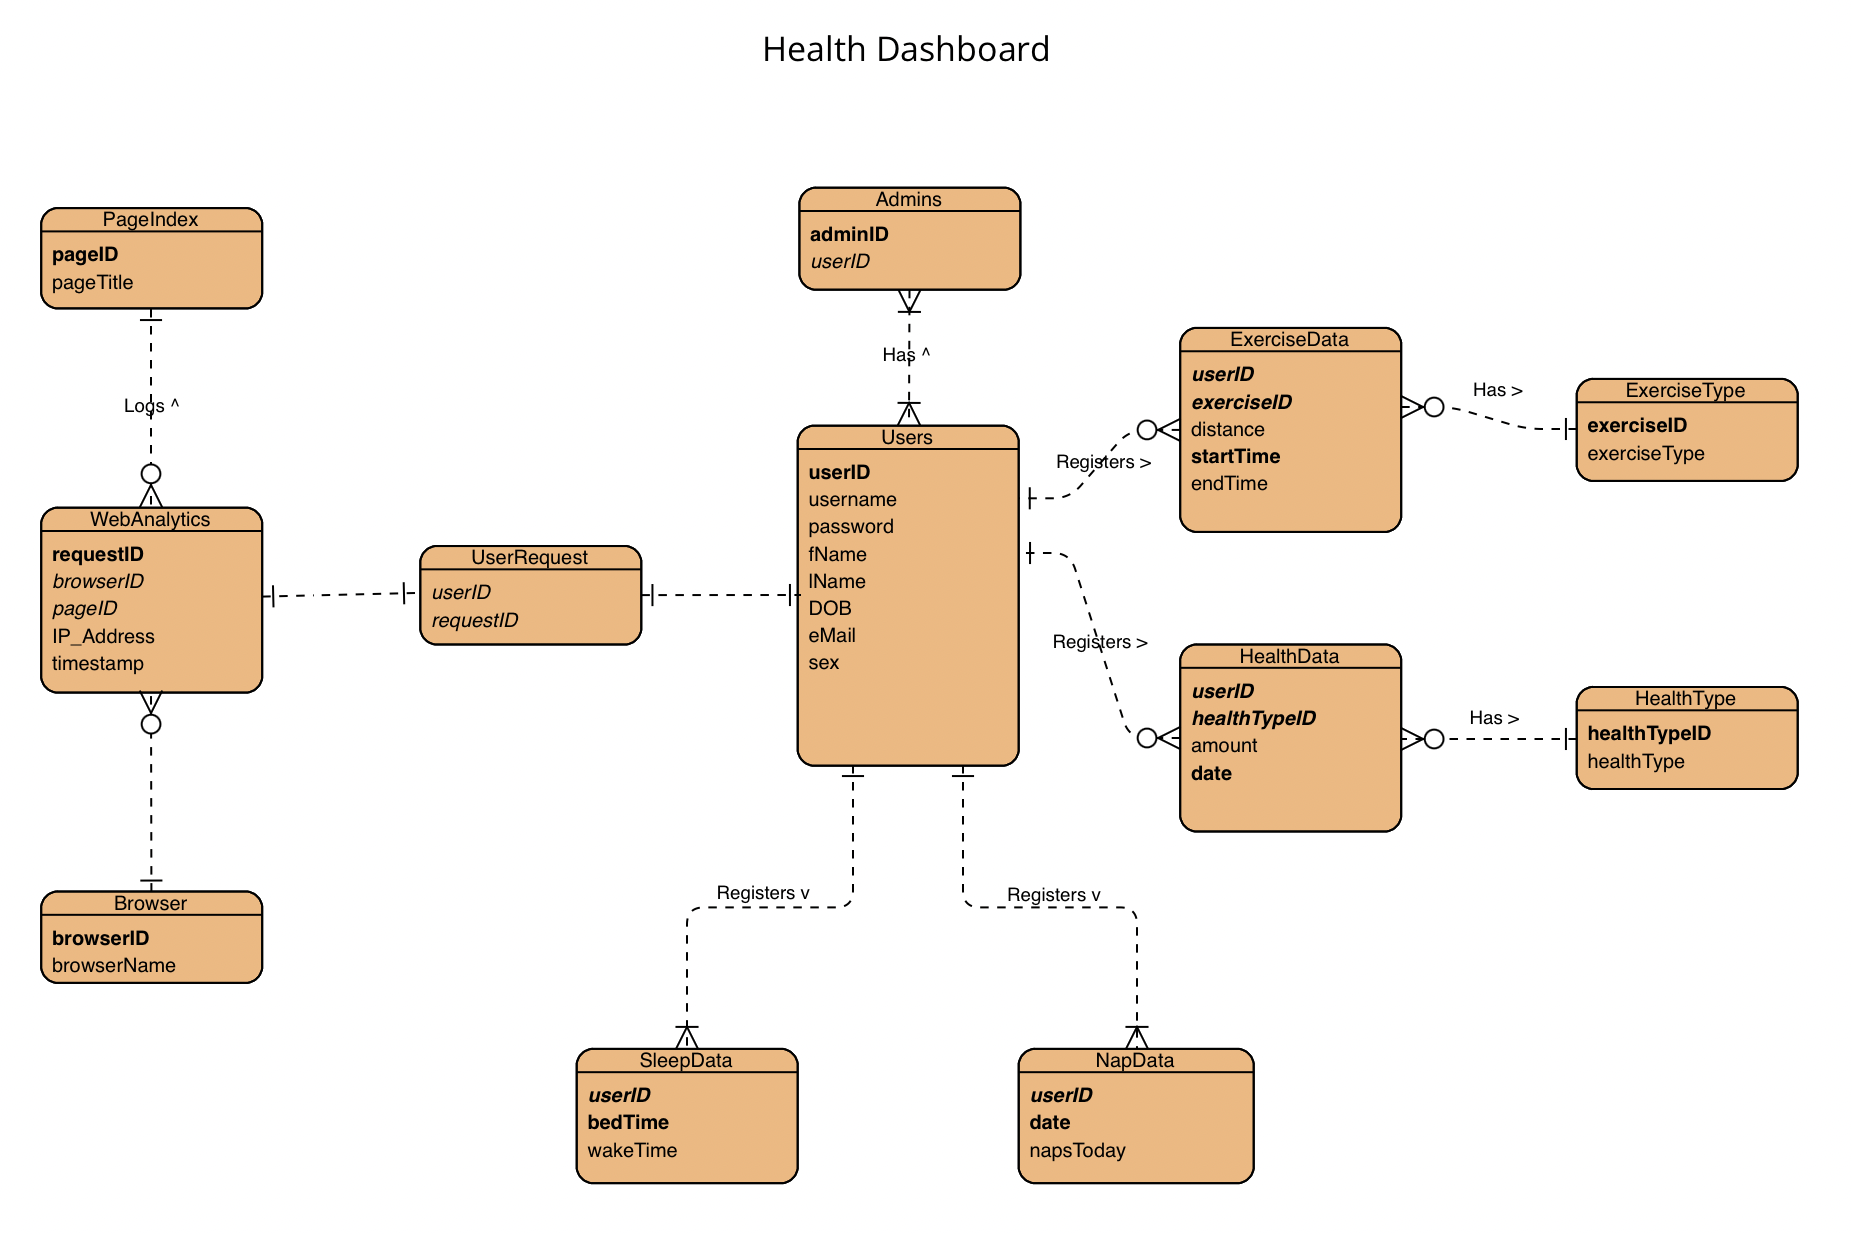 Health Dashboard
PageIndex
pageID
pageTitle
Logs ^
WebAnalytics
requestID
browserID
pageID
IP_Address
timestamp
Browser
browserID
browserName
UserRequest
userID
requestID
Admins
adminID
userID
Has ^
Users
userID
username
password
fName
lName
DOB
eMail
sex
Registers >
ExerciseData
userID
exerciseID
distance
startTime
endTime
Has >
ExerciseType
exerciseID
exerciseType
Registers >
HealthData
userID
healthTypeID
amount
date
Has >
HealthType
healthTypeID
healthType
Registers v
SleepData
userID
bedTime
wakeTime
Registers v
NapData
userID
date
napsToday